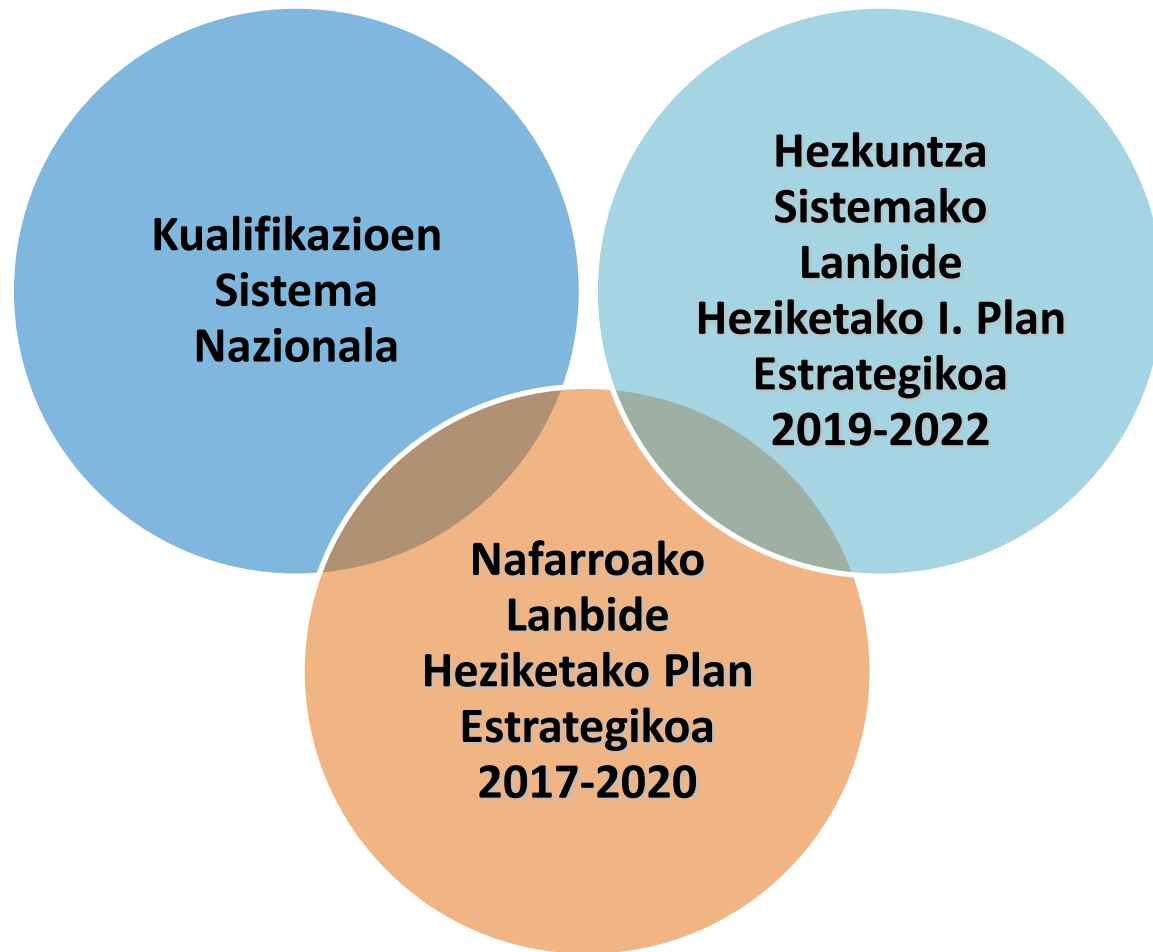 Kualifikazioen
Sistema
Nazionala
Hezkuntza
Sistemako
Lanbide
Heziketako I. Plan
Estrategikoa
2019-2022
Nafarroako
Lanbide
Heziketako Plan
Estrategikoa
2017-2020